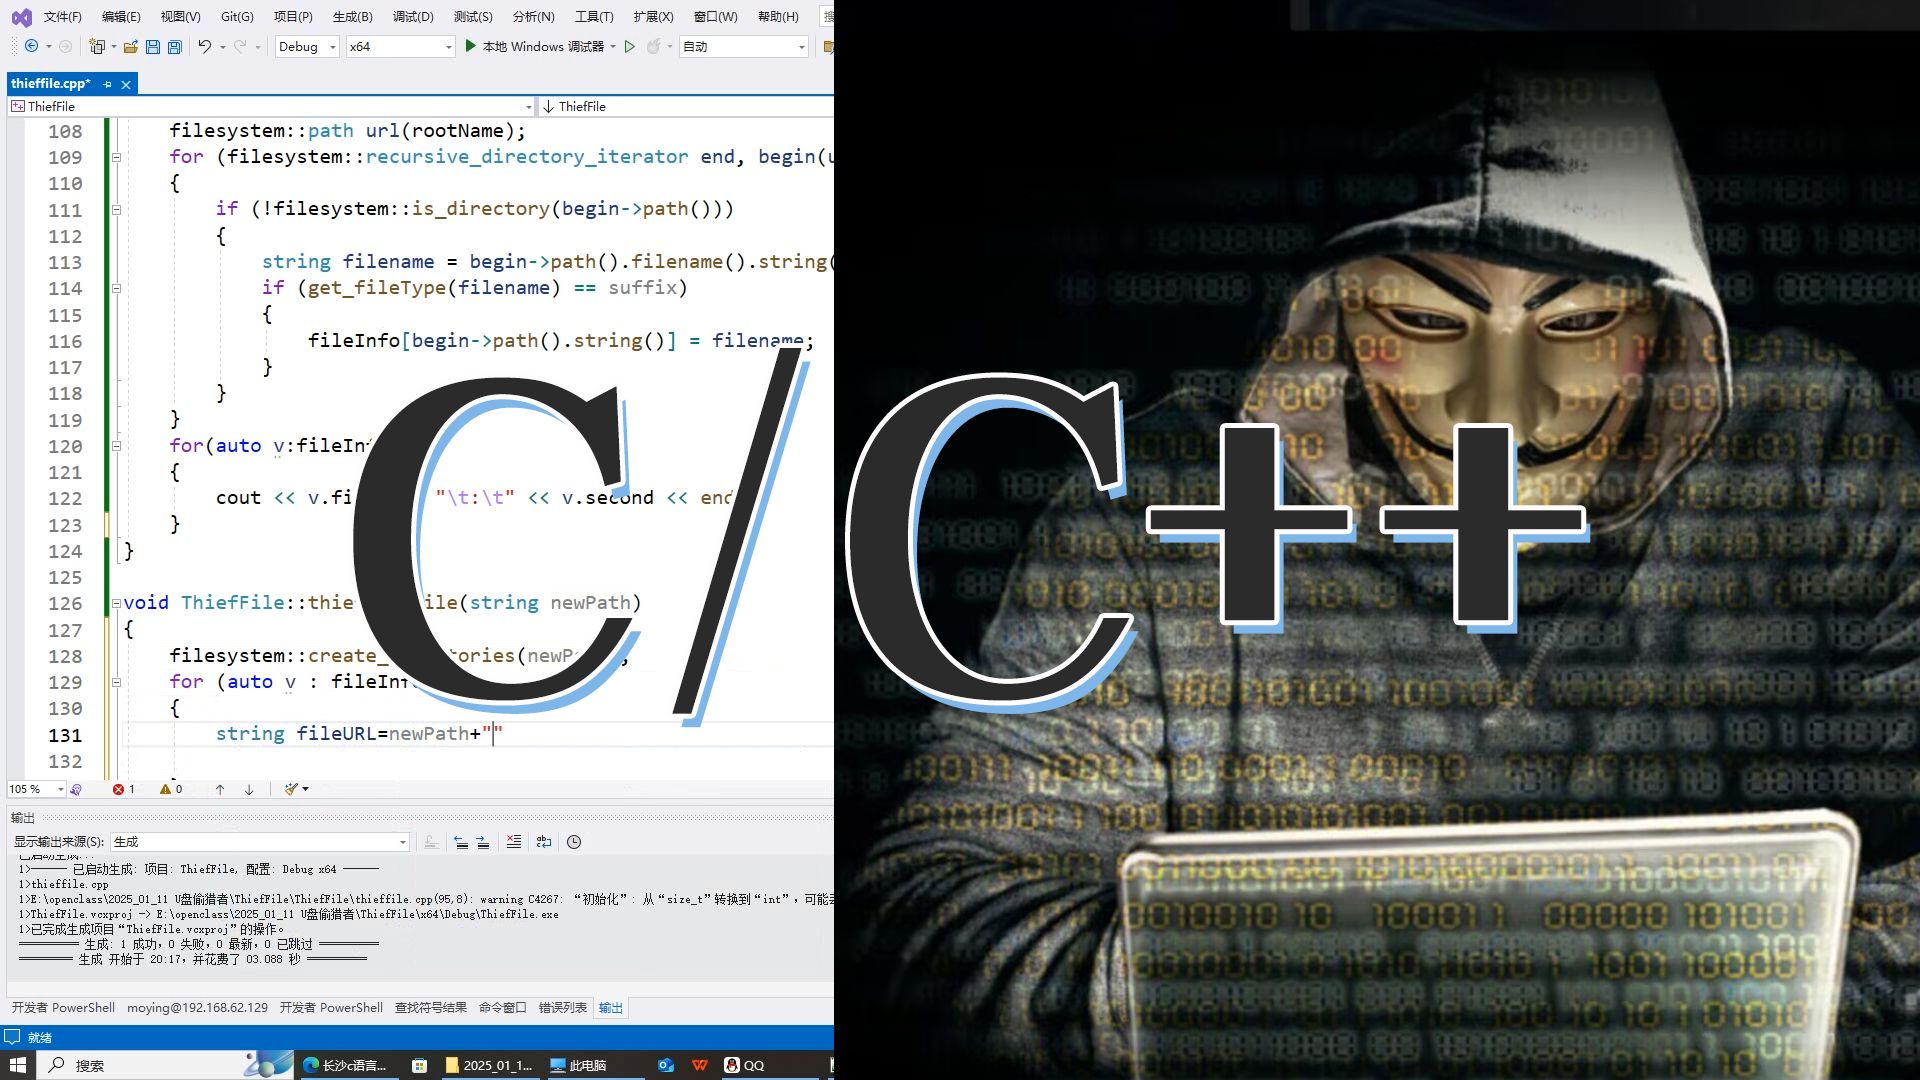 文件(F) 编辑(E) 视图(V) Git(G) 项目(P) 生成(B) 调试(D) 测试(S) 分析(N) 工具(T) 扩展(X) 窗口(W) 帮助(H)
Debug x64 本地 Windows 调试器 自动
thieffile.cpp*
ThiefFile ThiefFile
108 filesystem::path url(rootName);
109 for (filesystem::recursive_directory_iterator end, begin(
110 {
111 if (!filesystem::is_directory(begin->path()))
112 {
113 string filename = begin->path().filename().string(
114 if (get_fileType(filename) == suffix)
115 {
116 fileInfo[begin->path().string()] = filename;
117 }
118 }
119 }
120 for(auto v:fileIn
121 {
122 cout << v.fi "\t:\t" << v.second << end
123 }
124 }
125
126 void ThiefFile::thie ile(string newPath)
127 {
128 filesystem::create_ tories(newP ;
129 for (auto v : fileIn
130 {
131 string fileURL=newPath+""
132
C/C++
105 % 1 0
输出
显示输出来源(S): 生成
已启动生成...
1>—— 已启动生成: 项目: ThiefFile, 配置: Debug x64 ——
1>thieffile.cpp
1>E:\openclass\2025_01_11 U盘偷猎者\ThiefFile\ThiefFile\thieffile.cpp(95,8): warning C4267: “初始化”: 从“size_t”转换到“int”，可能丢
1>ThiefFile.vcxproj -> E:\openclass\2025_01_11 U盘偷猎者\ThiefFile\x64\Debug\ThiefFile.exe
1>已完成生成项目“ThiefFile.vcxproj”的操作。
========== 生成: 1 成功，0 失败，0 最新，0 已跳过 ==========
========== 生成 开始于 20:17，并花费了 03.088 秒 ==========
开发者 PowerShell moying@192.168.62.129 开发者 PowerShell 查找符号结果 命令窗口 错误列表 输出
就绪
搜索 长沙c语言... 2025_01_1... 此电脑 QQ